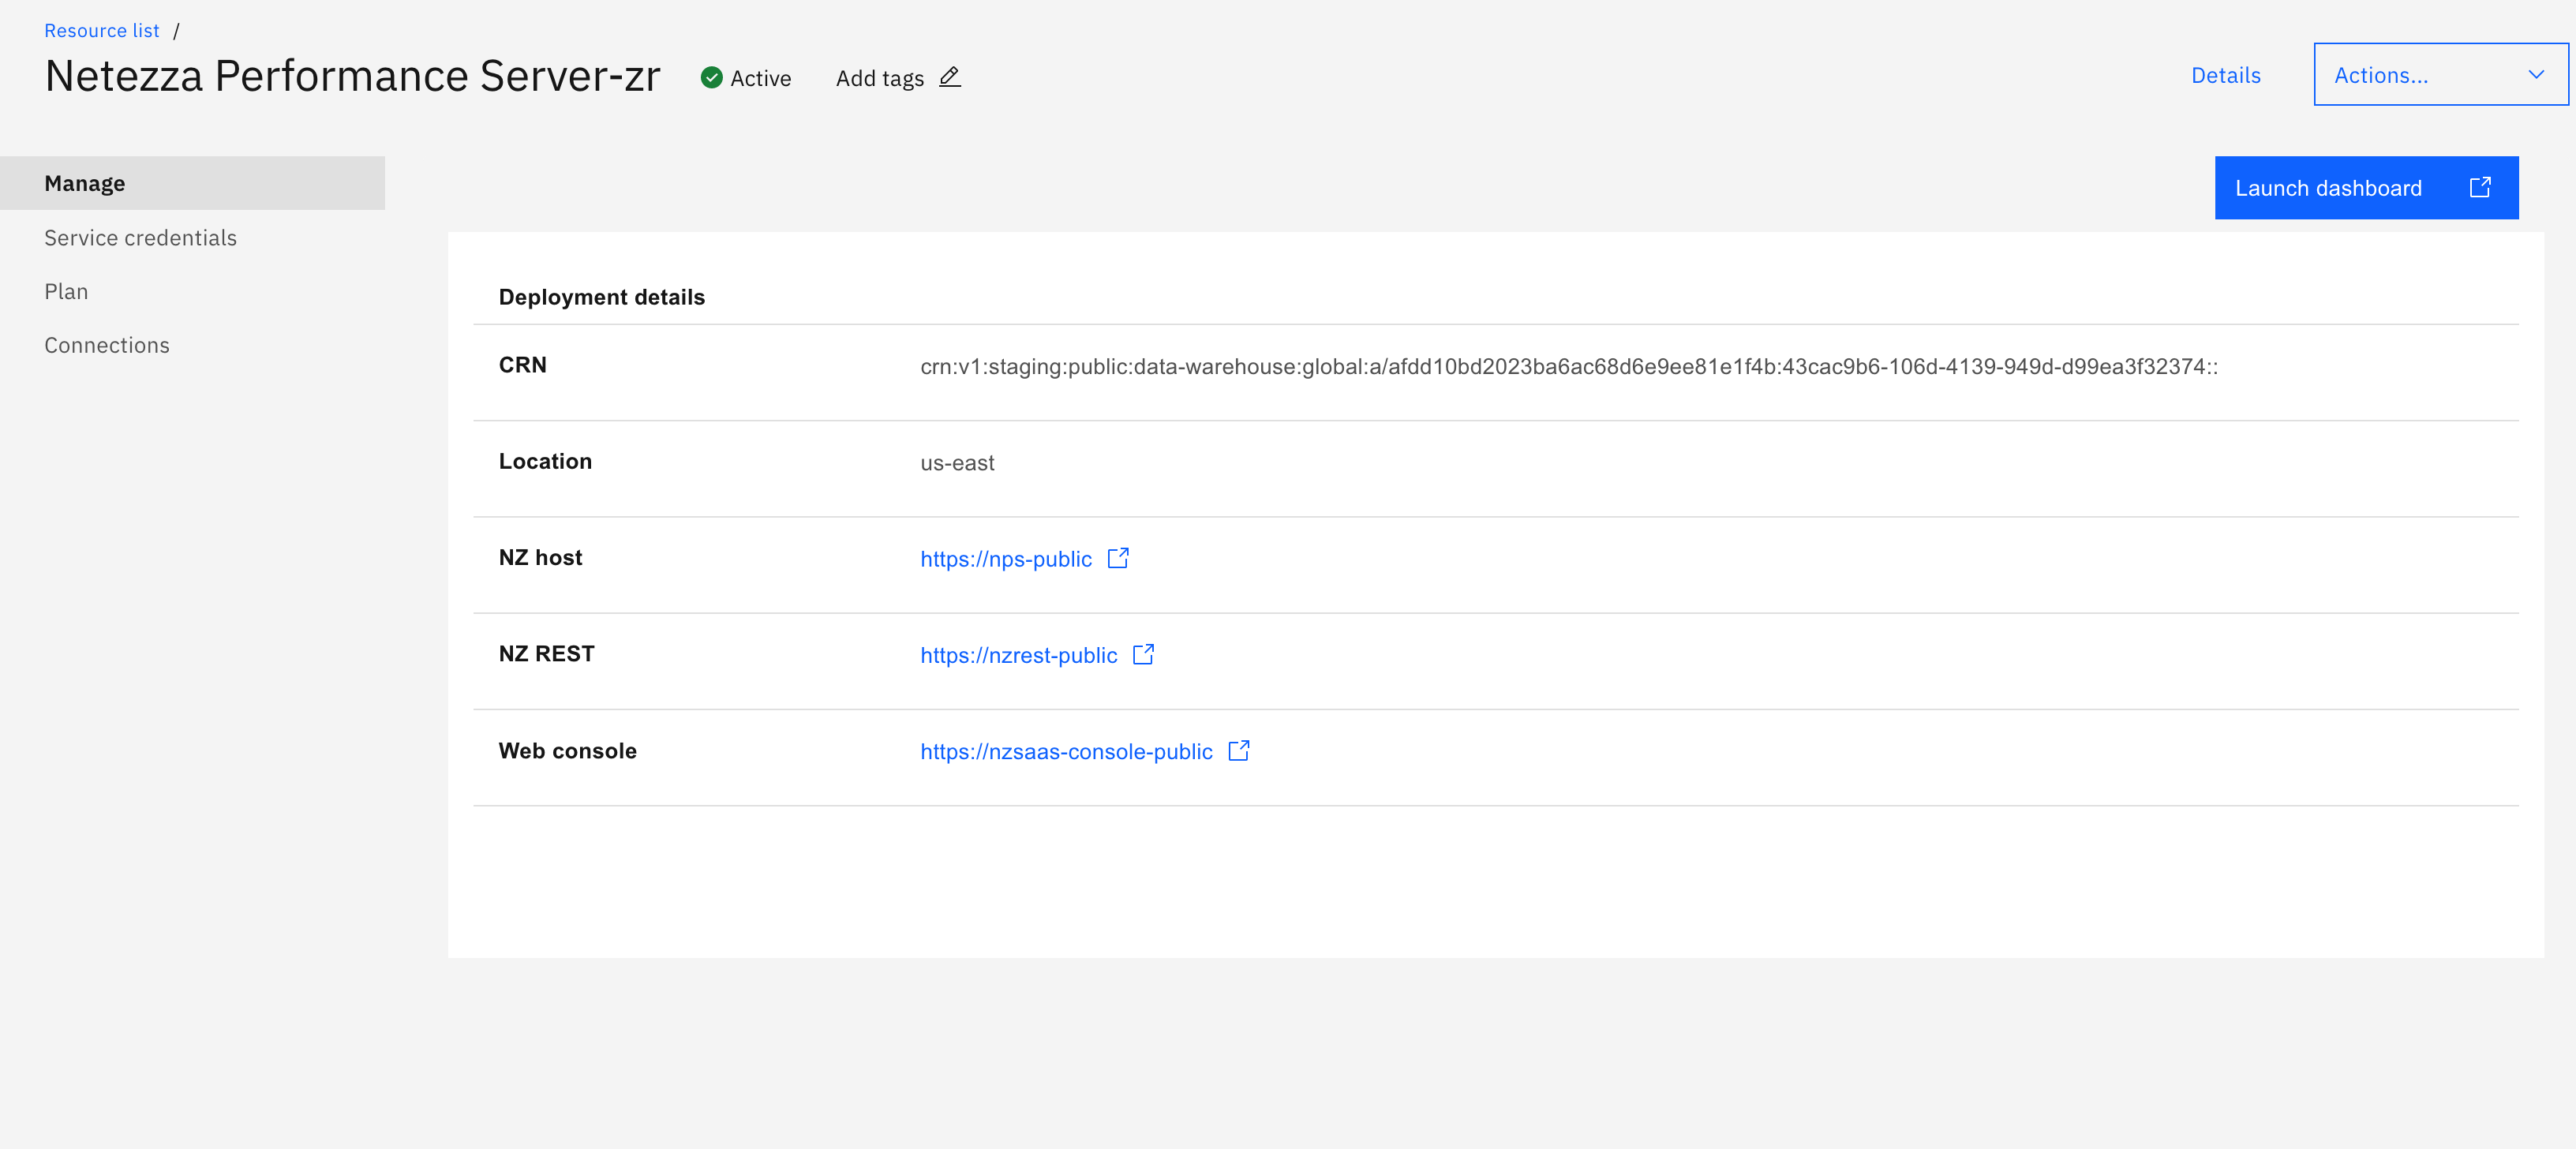 Resource list /
Netezza Performance Server-zr
Active
Add tags
Details
Actions...
Manage
Service credentials
Plan
Connections
Launch dashboard
Deployment details
CRN crn:v1:staging:public:data-warehouse:global:a/afdd10bd2023ba6ac68d6e9ee81e1f4b:43cac9b6-106d-4139-949d-d99ea3f32374::
Location us-east
NZ host https://nps-public
NZ REST https://nzrest-public
Web console https://nzsaas-console-public